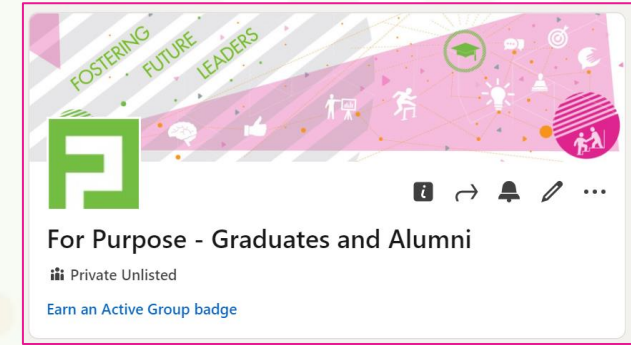 FOSTERING
FUTURE
LEADERS
For Purpose - Graduates and Alumni
Private Unlisted
Earn an Active Group badge